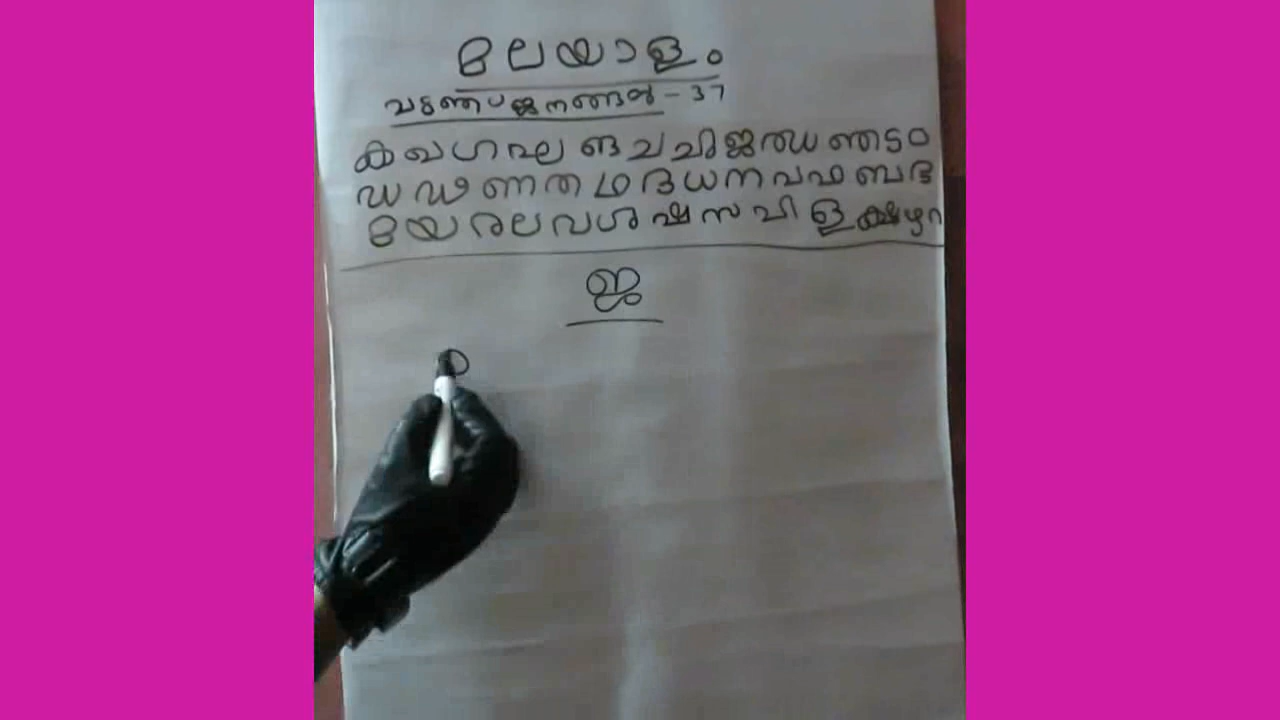 മലയാളം
വ്യഞ്ജനങ്ങൾ - 37
ക ഖ ഗ ഘ ങ ച ഛ ജ ഝ ഞ ട ഠ
ഡ ഢ ണ ത ഥ ദ ധ ന പ ഫ ബ ഭ
മ യ ര ല വ ശ ഷ സ ഹ ള ക്ഷ ഴ റ
ജ